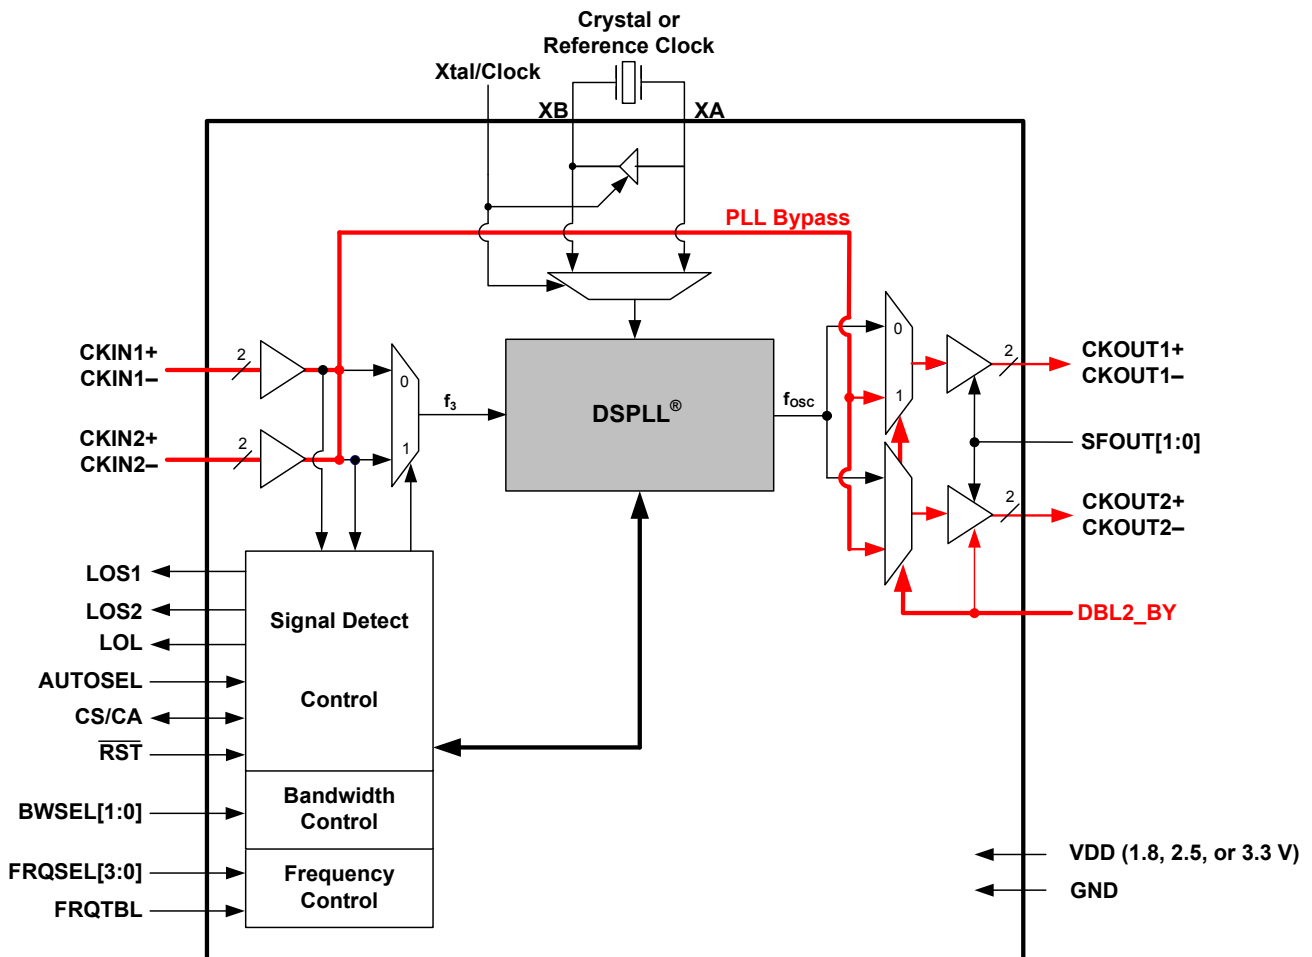 Crystal or
Reference Clock
Xtal/Clock
XB
XA
PLL Bypass
CKIN1+
CKIN1–
2
0
f3
DSPLL®
fOSC
0
1
2
CKOUT1+
CKOUT1–
CKIN2+
CKIN2–
2
1
SFOUT[1:0]
2
CKOUT2+
CKOUT2–
LOS1
LOS2
LOL
AUTOSEL
CS/CA
RST
Signal Detect
Control
DBL2_BY
BWSEL[1:0]
Bandwidth
Control
FRQSEL[3:0]
FRQTBL
Frequency
Control
VDD (1.8, 2.5, or 3.3 V)
GND